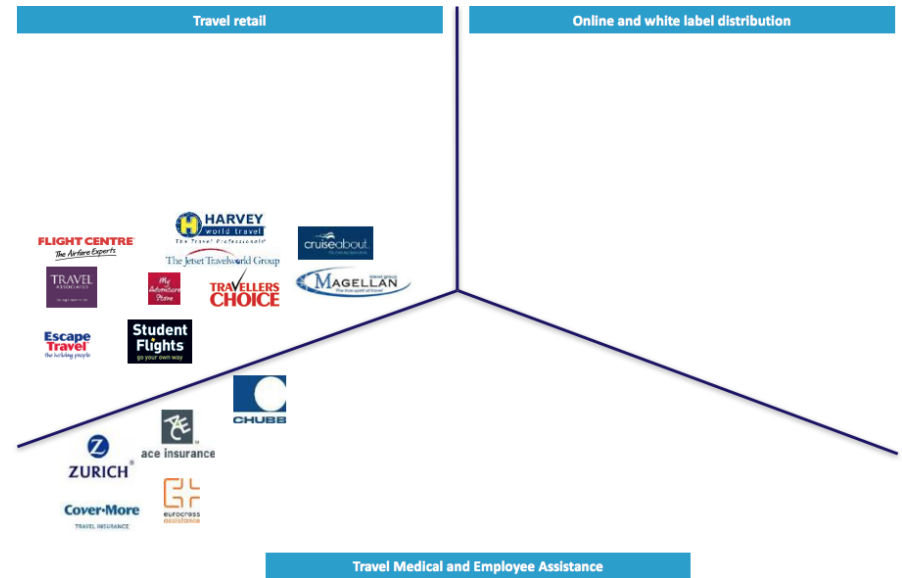 Travel retail
Online and white label distribution
HARVEY
world travel
The Travel Professionals
FLIGHT CENTRE
The Airfare Experts
cruiseabout
The Jetset Travelworld Group
TRAVEL
ASSOCIATES
My
Adventure
Store
TRAVELLERS
CHOICE
travel group
MAGELLAN
The true spirit of travel
Escape
Travel
the holiday people
Student
Flights
go your own way
CHUBB
ACE
ace insurance
Z
ZURICH
Cover·More
TRAVEL INSURANCE
eurocross
assistance
Travel Medical and Employee Assistance